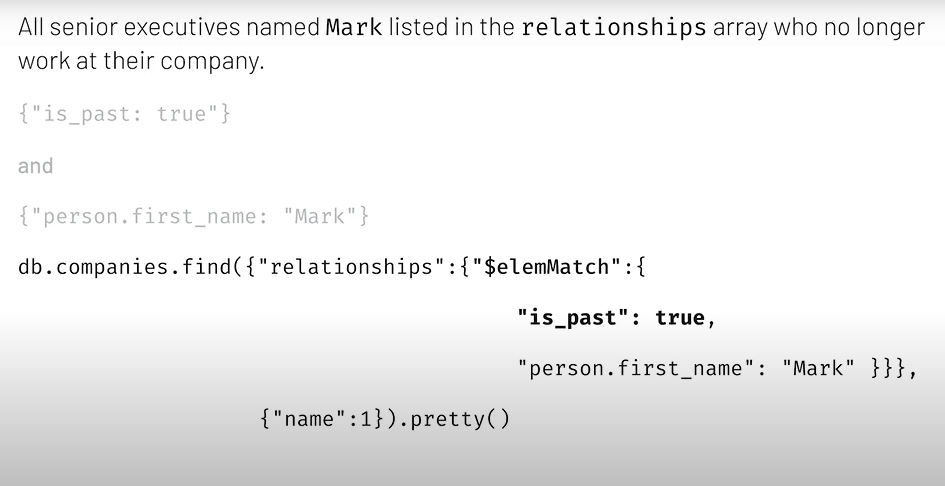 All senior executives named Mark listed in the relationships array who no longer
work at their company.
{"is_past: true"}
and
{"person.first_name: "Mark"}
db.companies.find({"relationships":{"$elemMatch":{
"is_past": true,
"person.first_name": "Mark" }}},
{"name":1}).pretty()